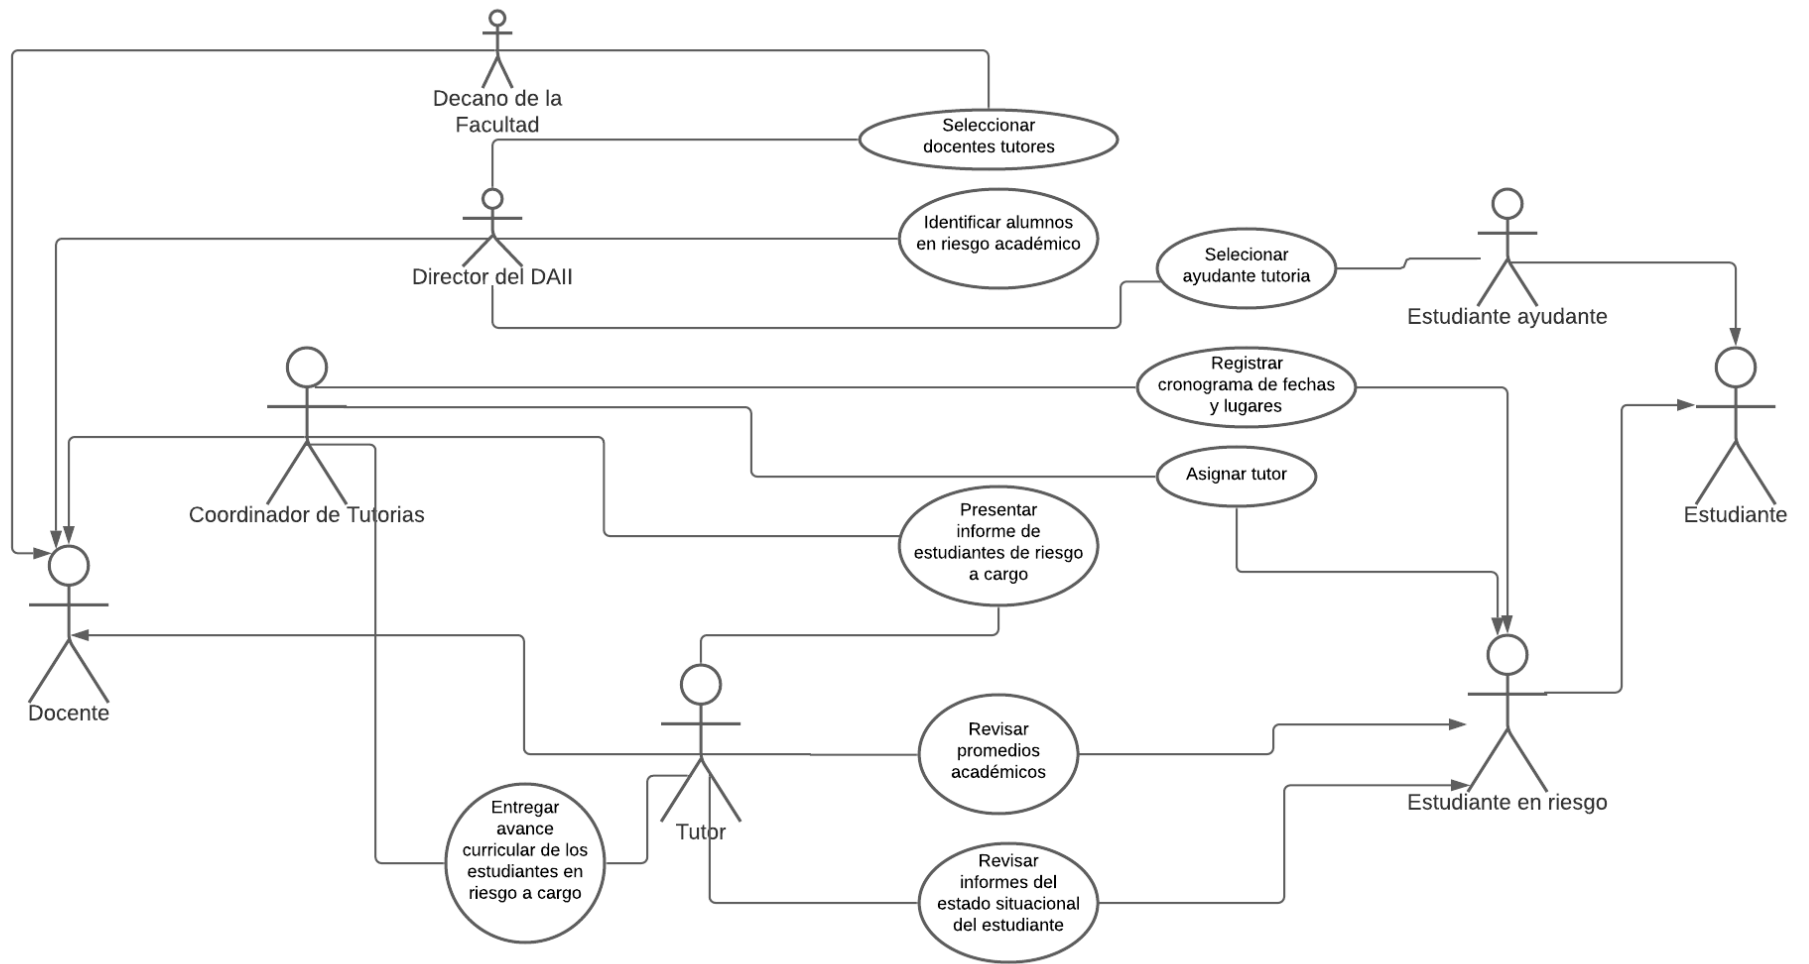 Decano de la
Facultad
Seleccionar
docentes tutores
Director del DAII
Identificar alumnos
en riesgo académico
Selecionar
ayudante tutoria
Estudiante ayudante
Registrar
cronograma de fechas
y lugares
Coordinador de Tutorias
Asignar tutor
Estudiante
Presentar
informe de
estudiantes de riesgo
a cargo
Docente
Revisar
promedios
académicos
Estudiante en riesgo
Tutor
Entregar
avance
curricular de los
estudiantes en
riesgo a cargo
Revisar
informes del
estado situacional
del estudiante